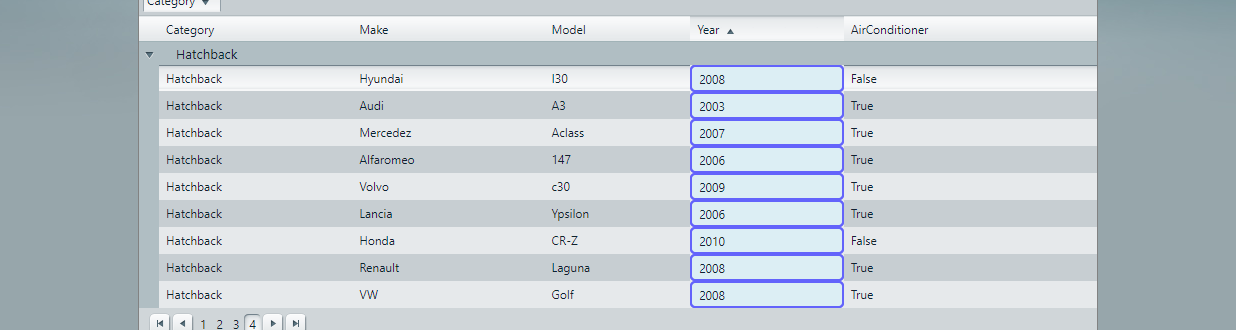 Category
Category Make Model Year AirConditioner
Hatchback
Hatchback Hyundai I30 2008 False
Hatchback Audi A3 2003 True
Hatchback Mercedez Aclass 2007 True
Hatchback Alfaromeo 147 2006 True
Hatchback Volvo c30 2009 True
Hatchback Lancia Ypsilon 2006 True
Hatchback Honda CR-Z 2010 False
Hatchback Renault Laguna 2008 True
Hatchback VW Golf 2008 True
1 2 3 4